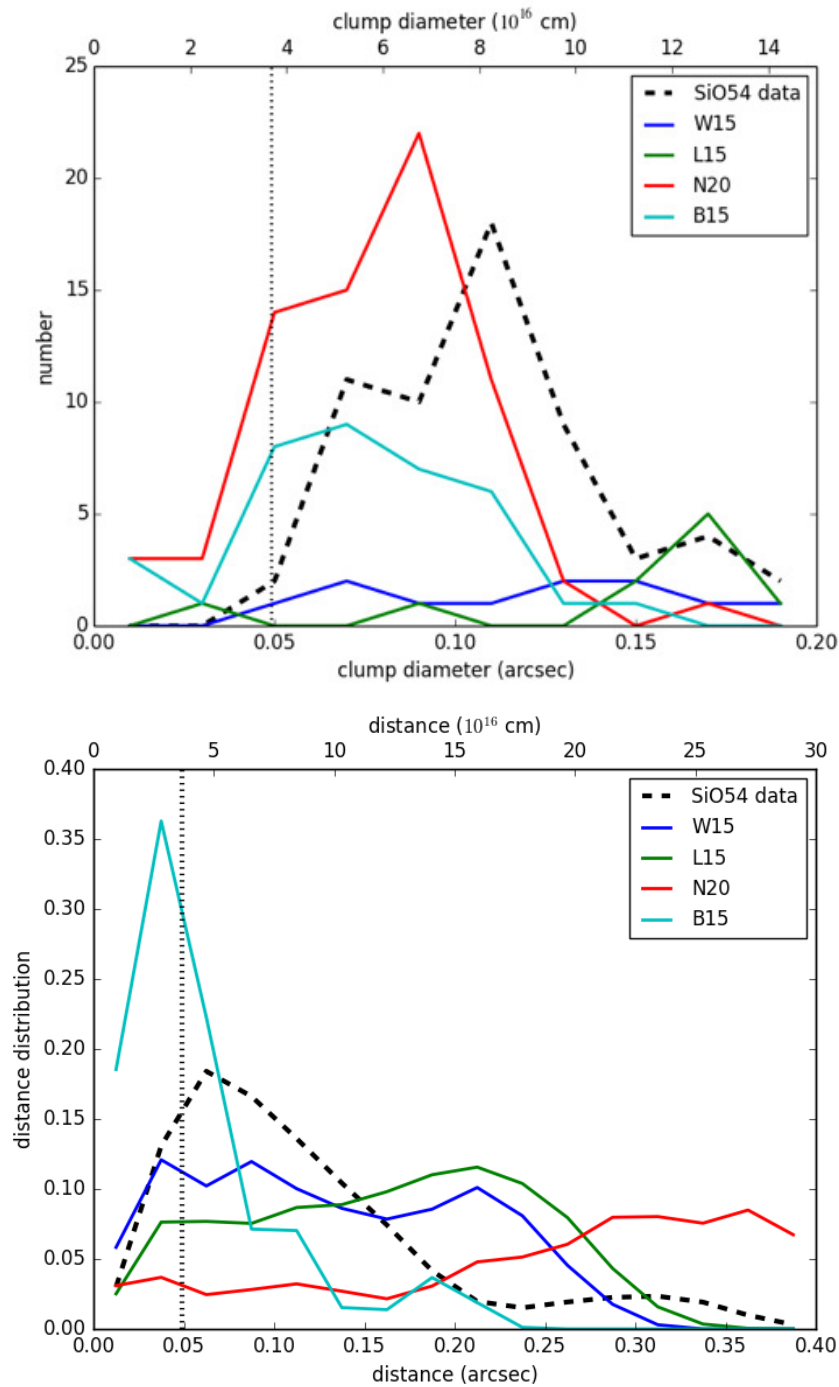 clump diameter (10^16 cm)
0 2 4 6 8 10 12 14
25
20
15
10
5
0
number
SiO54 data
W15
L15
N20
B15
0.00 0.05 0.10 0.15 0.20
clump diameter (arcsec)
distance (10^16 cm)
0 5 10 15 20 25 30
0.40
0.35
0.30
0.25
0.20
0.15
0.10
0.05
0.00
distance distribution
SiO54 data
W15
L15
N20
B15
0.00 0.05 0.10 0.15 0.20 0.25 0.30 0.35 0.40
distance (arcsec)